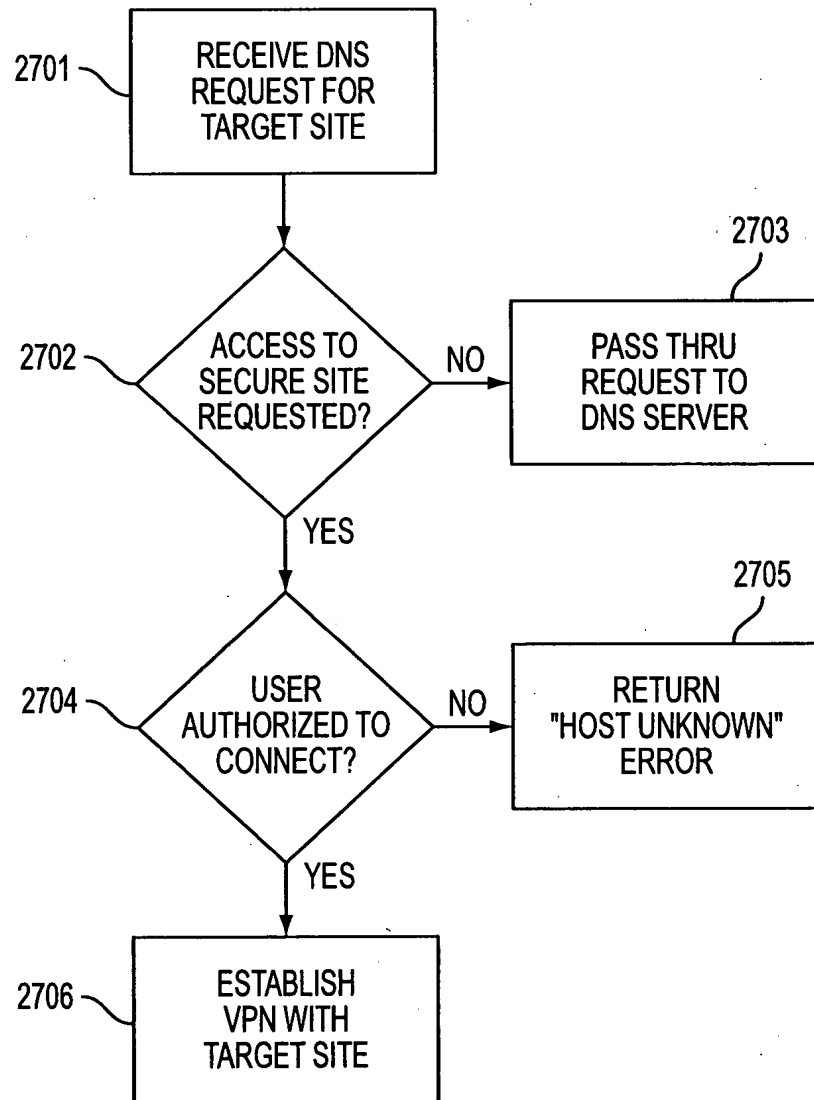 2701
RECEIVE DNS
REQUEST FOR
TARGET SITE
2702
ACCESS TO
SECURE SITE
REQUESTED?
NO
2703
PASS THRU
REQUEST TO
DNS SERVER
YES
2704
USER
AUTHORIZED TO
CONNECT?
NO
2705
RETURN
"HOST UNKNOWN"
ERROR
YES
2706
ESTABLISH
VPN WITH
TARGET SITE